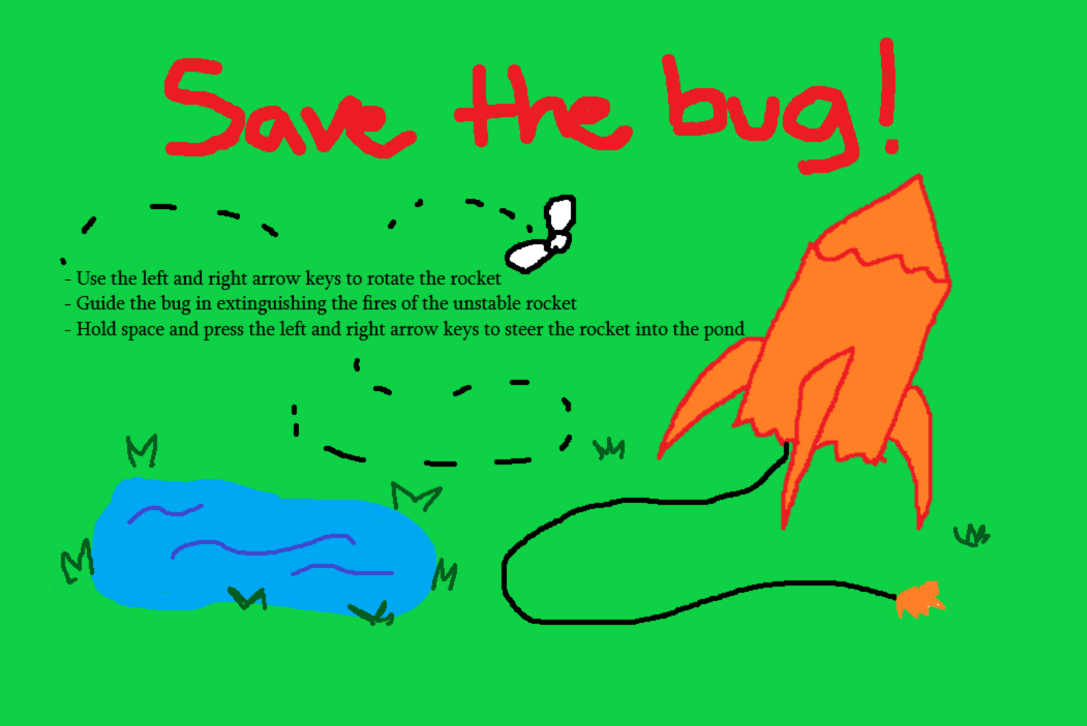 Save the bug!
- Use the left and right arrow keys to rotate the rocket
- Guide the bug in extinguishing the fires of the unstable rocket
- Hold space and press the left and right arrow keys to steer the rocket into the pond